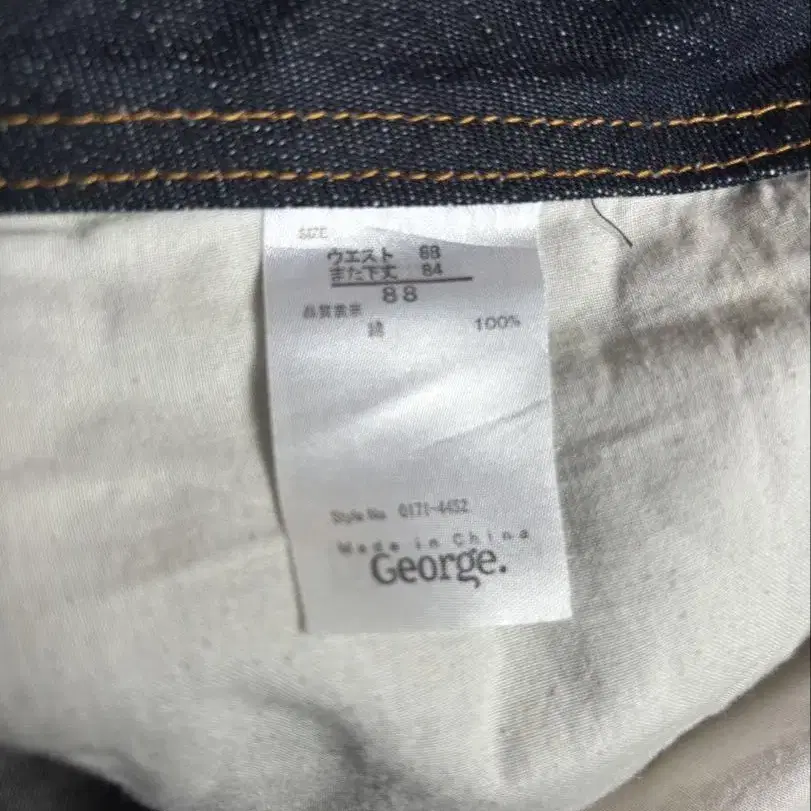 SIZE
ウエスト 88
また下丈 84
88
品質表示
綿 100%
Style No. 0171-4452
Made in China
George.